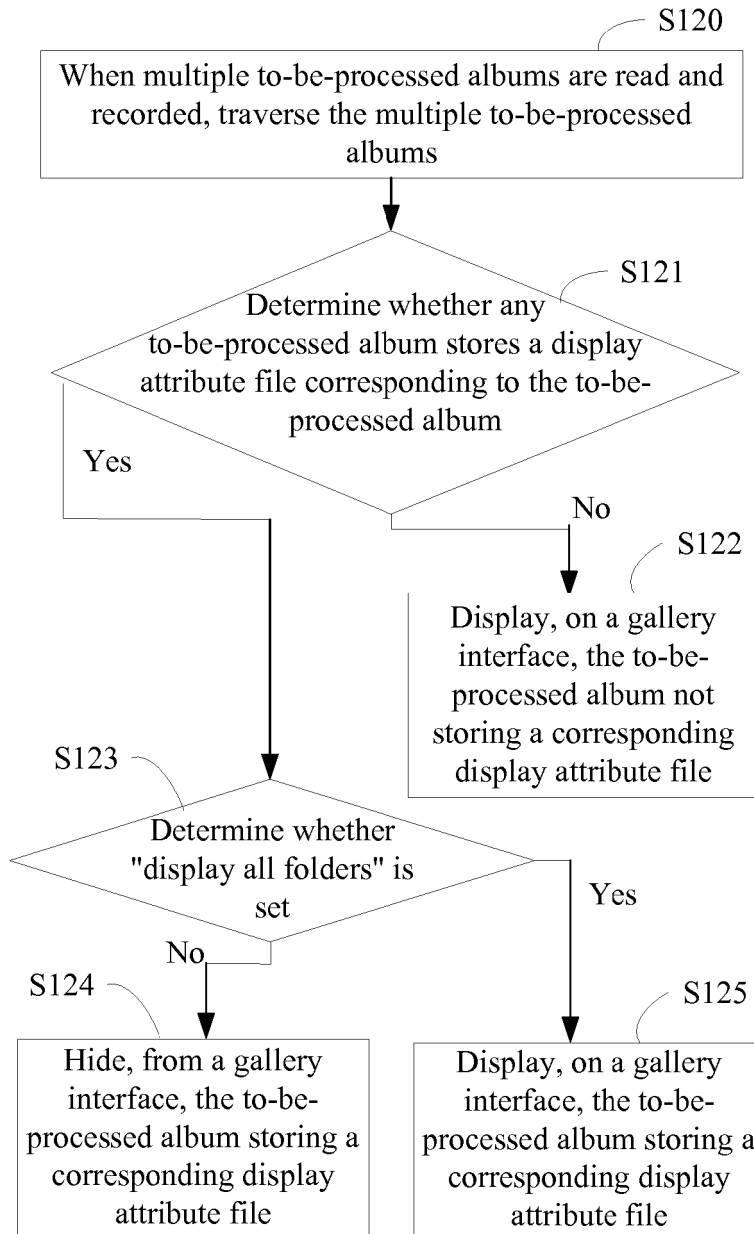 S120
When multiple to-be-processed albums are read and
recorded, traverse the multiple to-be-processed
albums
S121
Determine whether any
to-be-processed album stores a display
attribute file corresponding to the to-be-
processed album
Yes
No
S122
Display, on a gallery
interface, the to-be-
processed album not
storing a corresponding
display attribute file
S123
Determine whether
"display all folders" is
set
Yes
No
S124
Hide, from a gallery
interface, the to-be-
processed album storing a
corresponding display
attribute file
S125
Display, on a gallery
interface, the to-be-
processed album storing a
corresponding display
attribute file